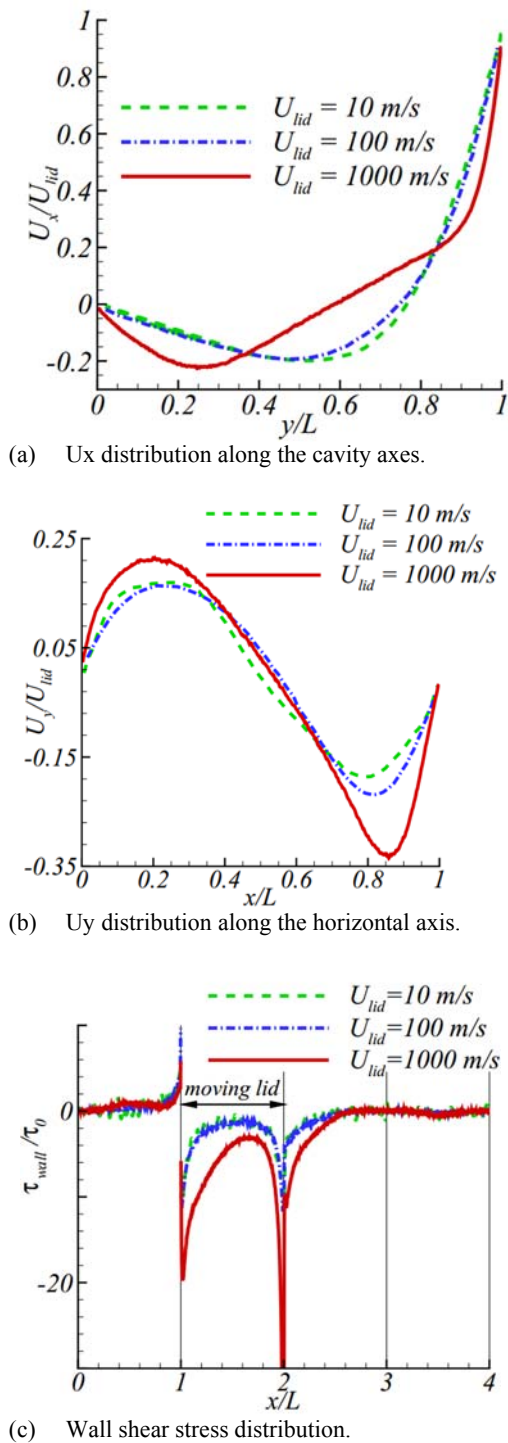 1
0.8
0.6
0.4
0.2
0
-0.2
U_x/U_lid
U_lid = 10 m/s
U_lid = 100 m/s
U_lid = 1000 m/s
0 0.2 0.4 0.6 0.8 1
y/L
(a) Ux distribution along the cavity axes.
U_lid = 10 m/s
U_lid = 100 m/s
U_lid = 1000 m/s
0.25
0.05
-0.15
-0.35
U_y/U_lid
0 0.2 0.4 0.6 0.8 1
x/L
(b) Uy distribution along the horizontal axis.
U_lid=10 m/s
U_lid=100 m/s
U_lid=1000 m/s
moving lid
0
-20
τ_wall/τ_0
0 1 2 3 4
x/L
(c) Wall shear stress distribution.